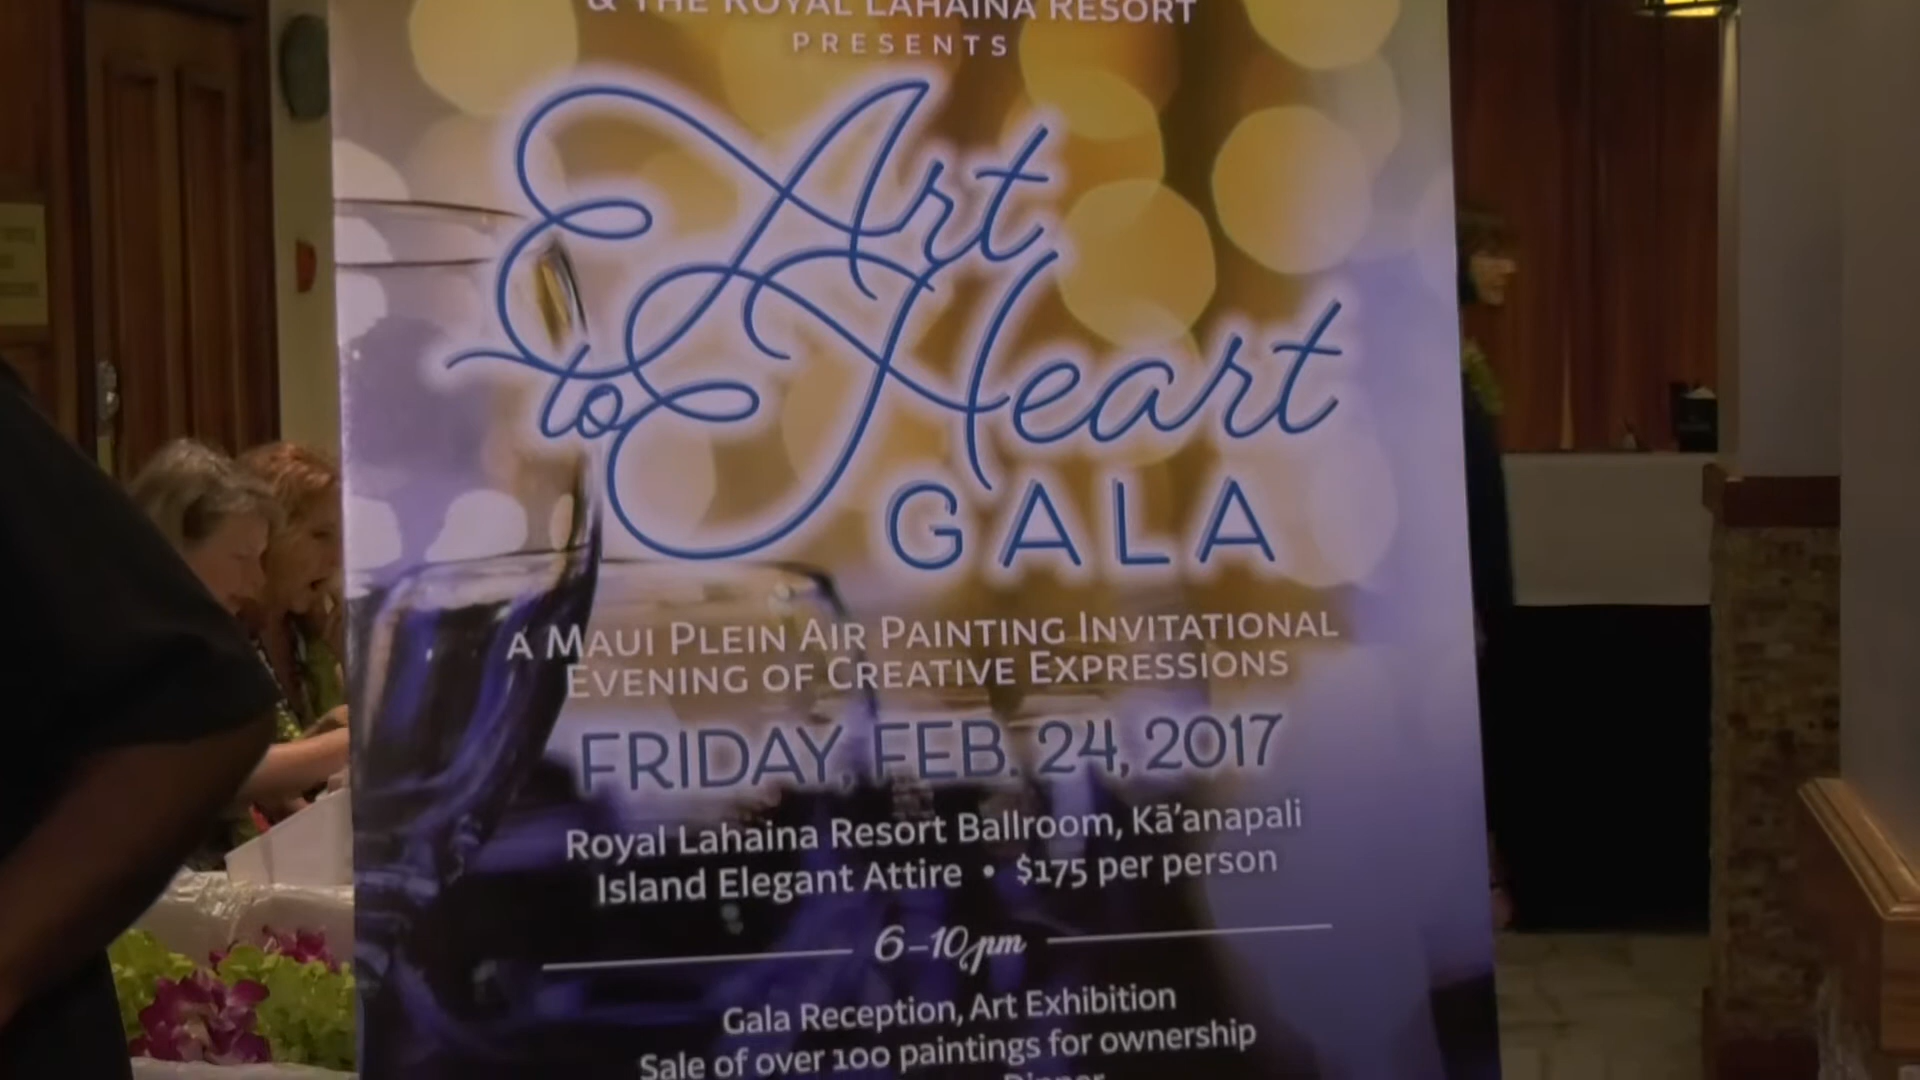 & THE ROYAL LAHAINA RESORT
PRESENTS
Art
to Heart
GALA
A MAUI PLEIN AIR PAINTING INVITATIONAL
EVENING OF CREATIVE EXPRESSIONS
FRIDAY, FEB. 24, 2017
Royal Lahaina Resort Ballroom, Kā'anapali
Island Elegant Attire • $175 per person
6-10pm
Gala Reception, Art Exhibition
Sale of over 100 paintings for ownership
Dinner